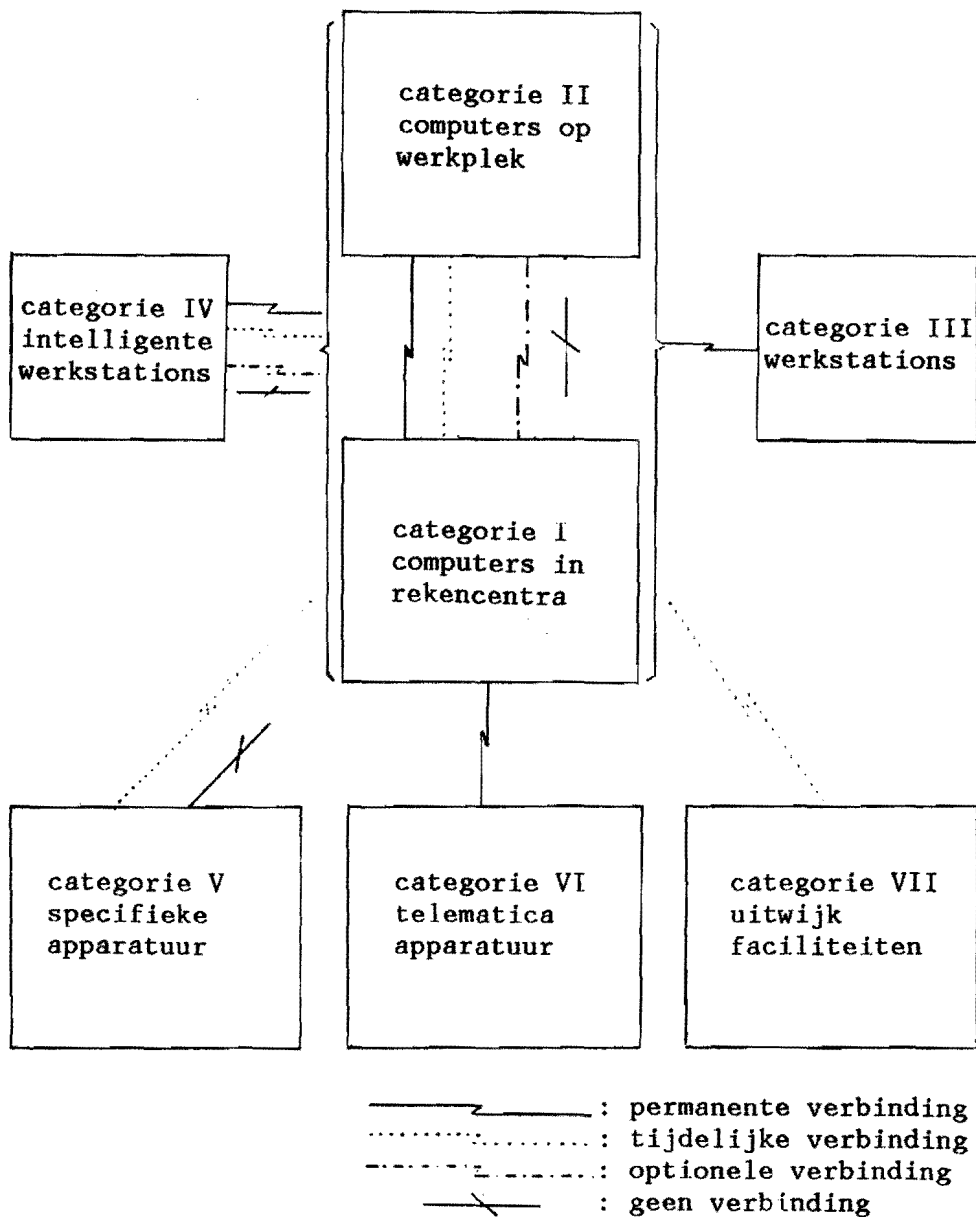 categorie II
computers op
werkplek
categorie IV
intelligente
werkstations
categorie III
werkstations
categorie I
computers in
rekencentra
categorie V
specifieke
apparatuur
categorie VI
telematica
apparatuur
categorie VII
uitwijk
faciliteiten
: permanente verbinding
: tijdelijke verbinding
: optionele verbinding
: geen verbinding